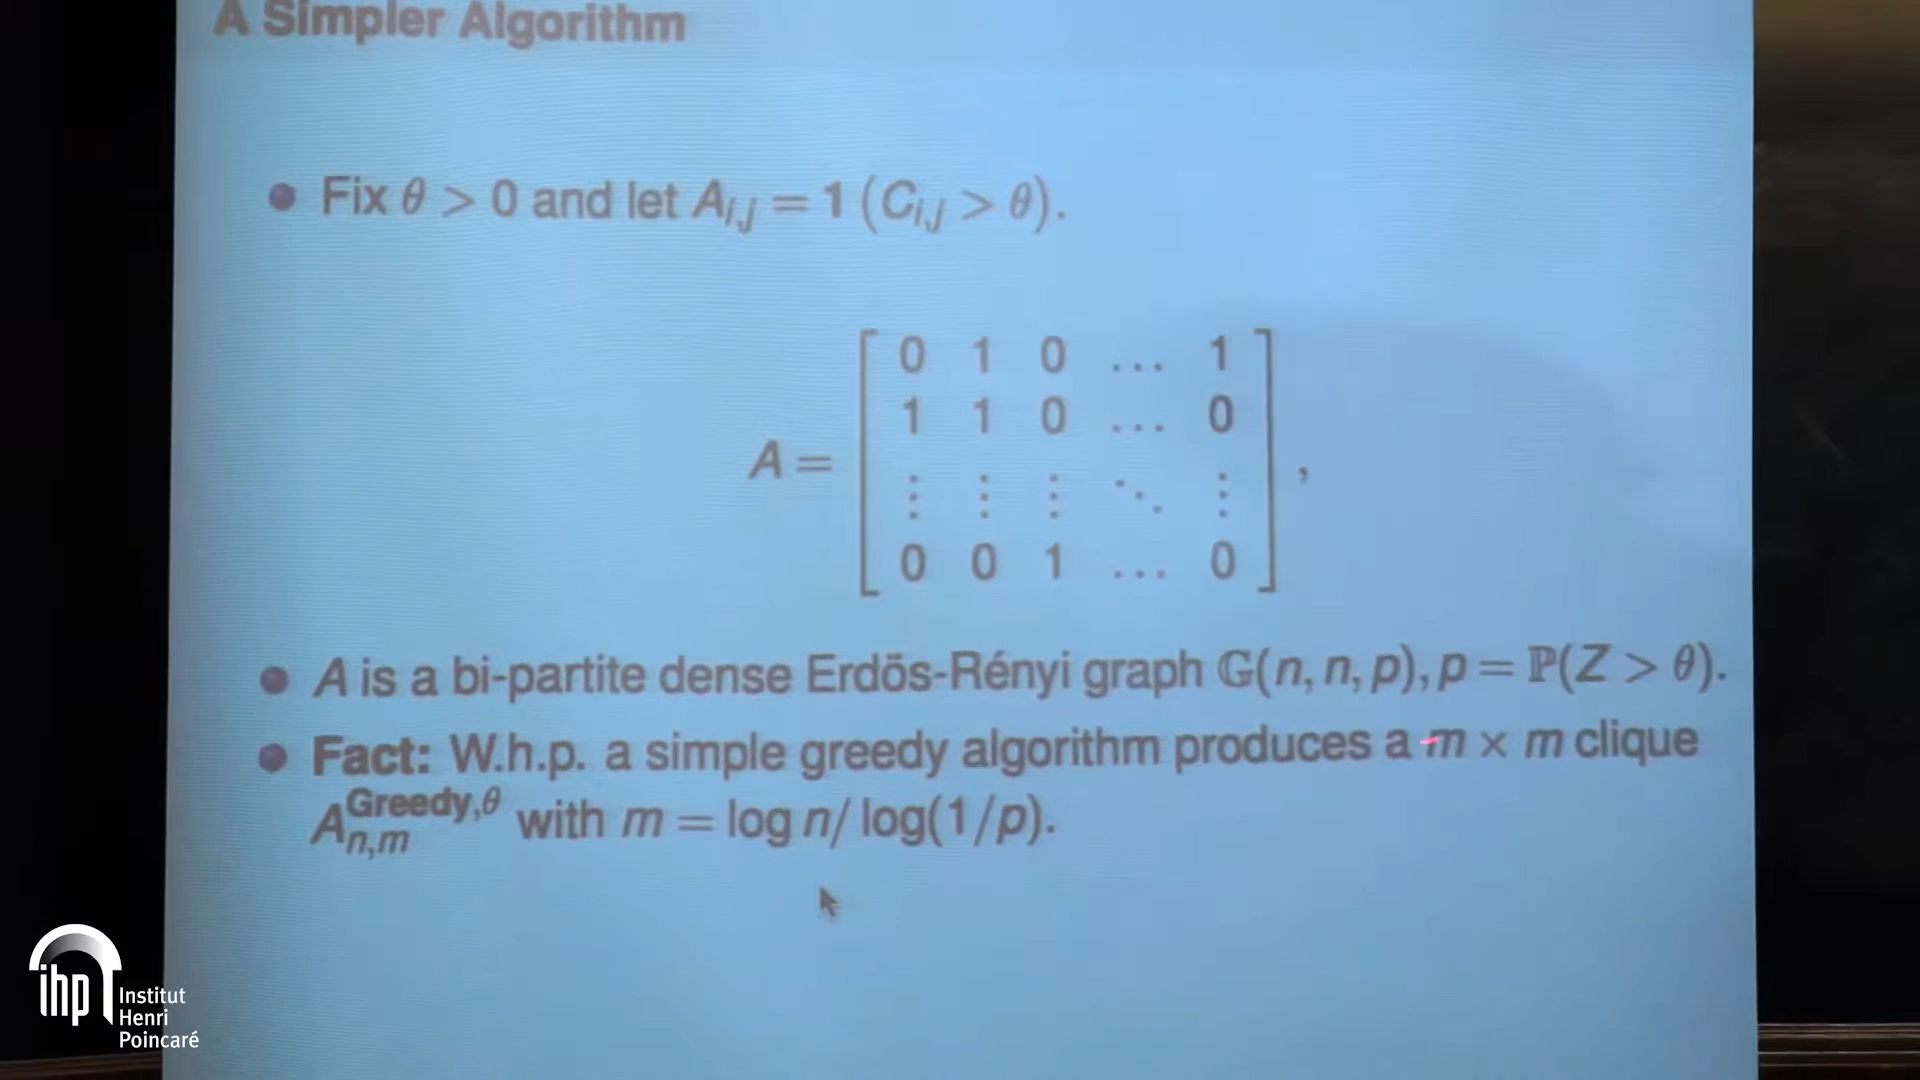 A Simpler Algorithm
Fix θ > 0 and let A_{i,j} = 1 (C_{i,j} > θ).
A = [ 0 1 0 … 1
1 1 0 … 0
⋮ ⋮ ⋮ ⋱ ⋮
0 0 1 … 0 ] ,
A is a bi-partite dense Erdös-Rényi graph 𝔾(n, n, p), p = ℙ(Z > θ).
Fact: W.h.p. a simple greedy algorithm produces a m × m clique
A_{n,m}^{Greedy,θ} with m = log n/ log(1/p).
ihp
Institut
Henri
Poincaré